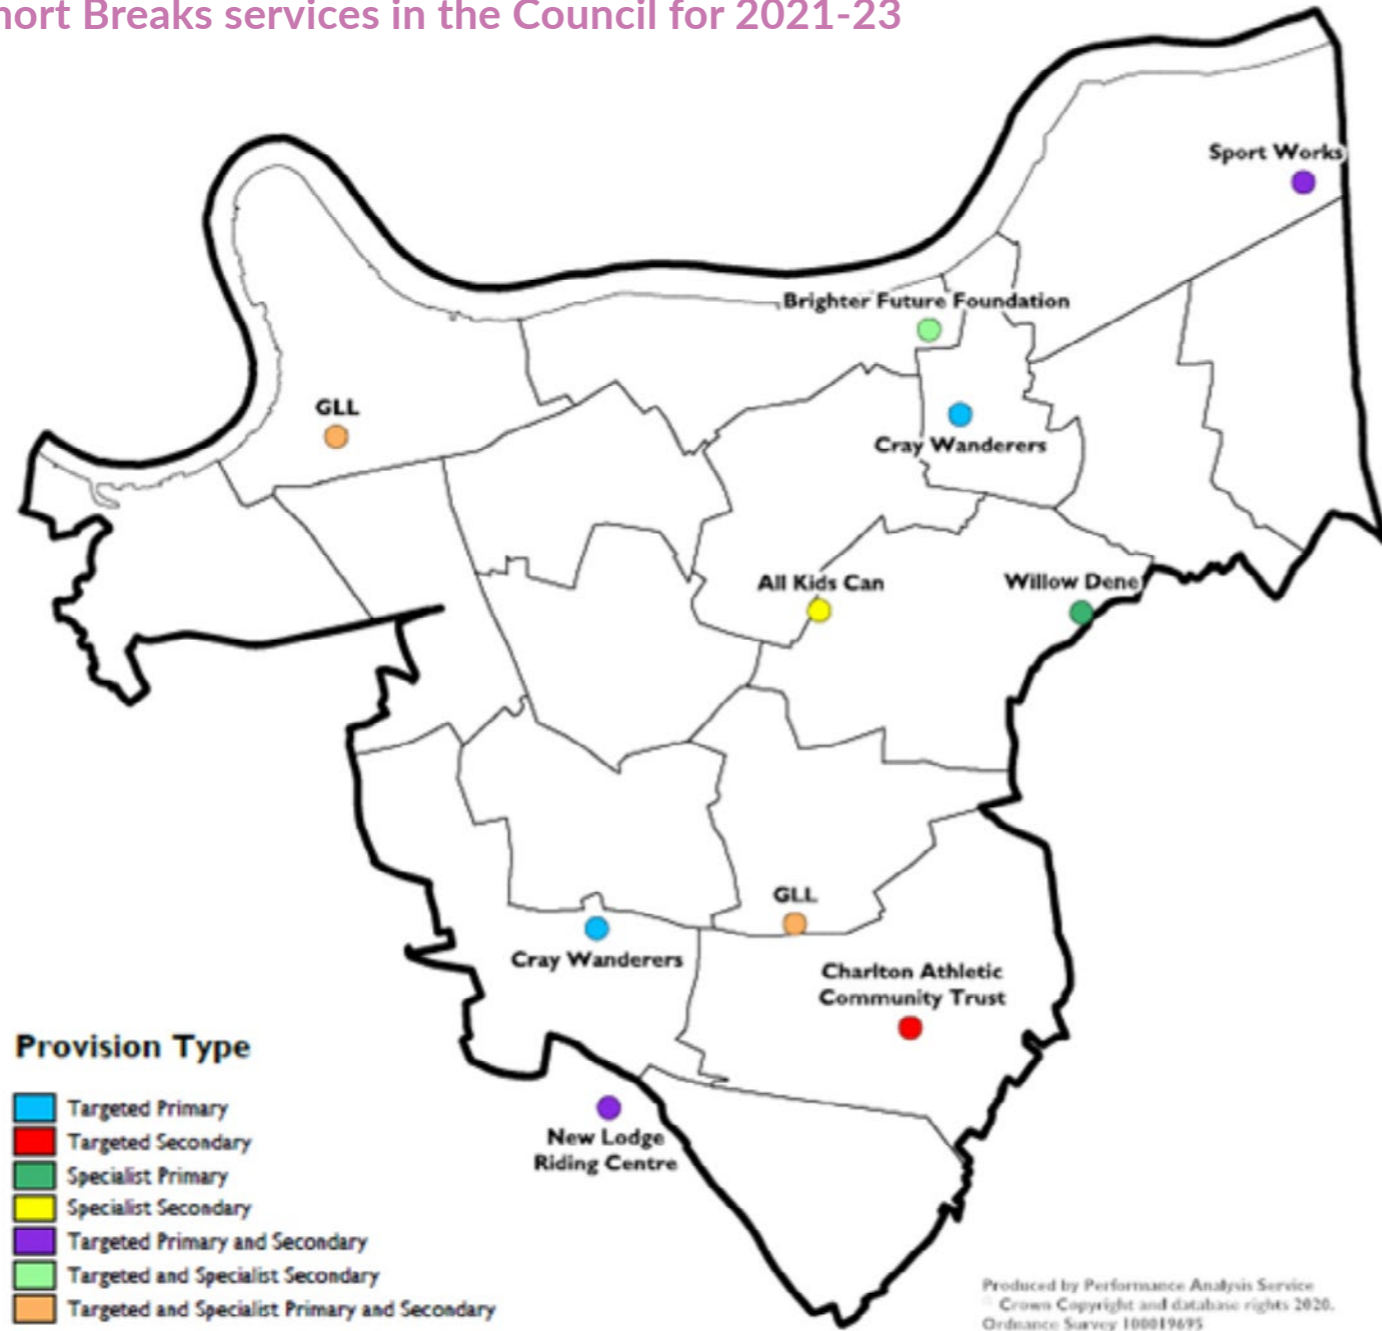 hort Breaks services in the Council for 2021-23
Sport Works
Brighter Future Foundation
GLL
Cray Wanderers
All Kids Can
Willow Dene
GLL
Cray Wanderers
Charlton Athletic
Community Trust
New Lodge
Riding Centre
Provision Type
Targeted Primary
Targeted Secondary
Specialist Primary
Specialist Secondary
Targeted Primary and Secondary
Targeted and Specialist Secondary
Targeted and Specialist Primary and Secondary
Produced by Performance Analysis Service
Crown Copyright and database rights 2020.
Ordnance Survey 100019695